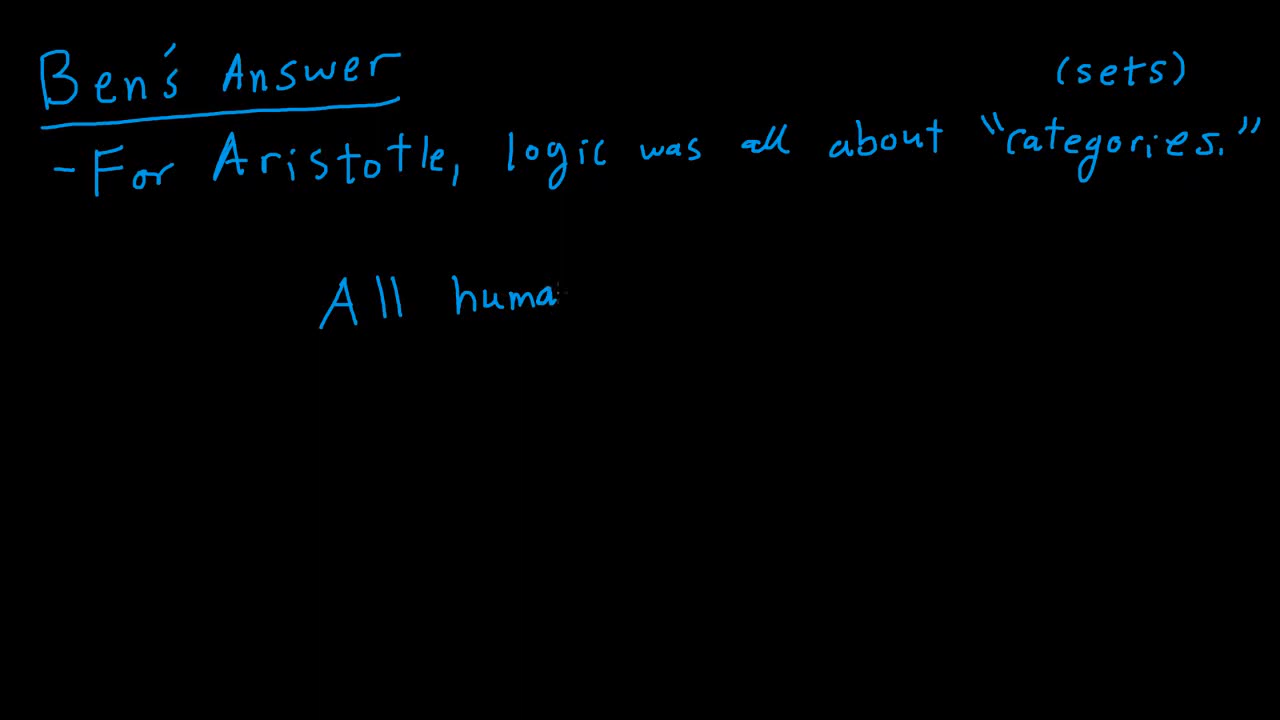 Ben's Answer
(sets)
- For Aristotle, logic was all about "categories."
All huma